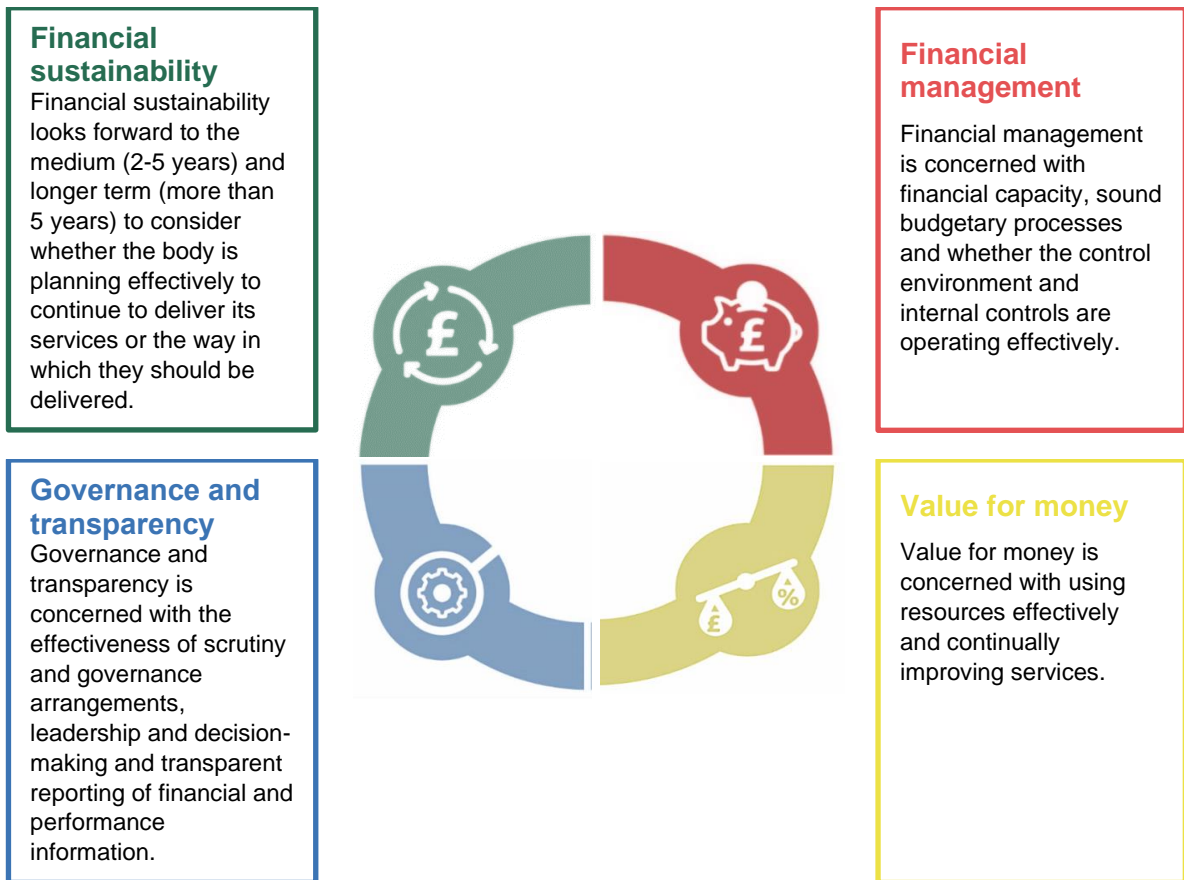 Financial
sustainability
Financial sustainability
looks forward to the
medium (2-5 years) and
longer term (more than
5 years) to consider
whether the body is
planning effectively to
continue to deliver its
services or the way in
which they should be
delivered.
Financial
management
Financial management
is concerned with
financial capacity, sound
budgetary processes
and whether the control
environment and
internal controls are
operating effectively.
£
£
Governance and
transparency
Governance and
transparency is
concerned with the
effectiveness of scrutiny
and governance
arrangements,
leadership and decision-
making and transparent
reporting of financial and
performance
information.
£
%
Value for money
Value for money is
concerned with using
resources effectively
and continually
improving services.